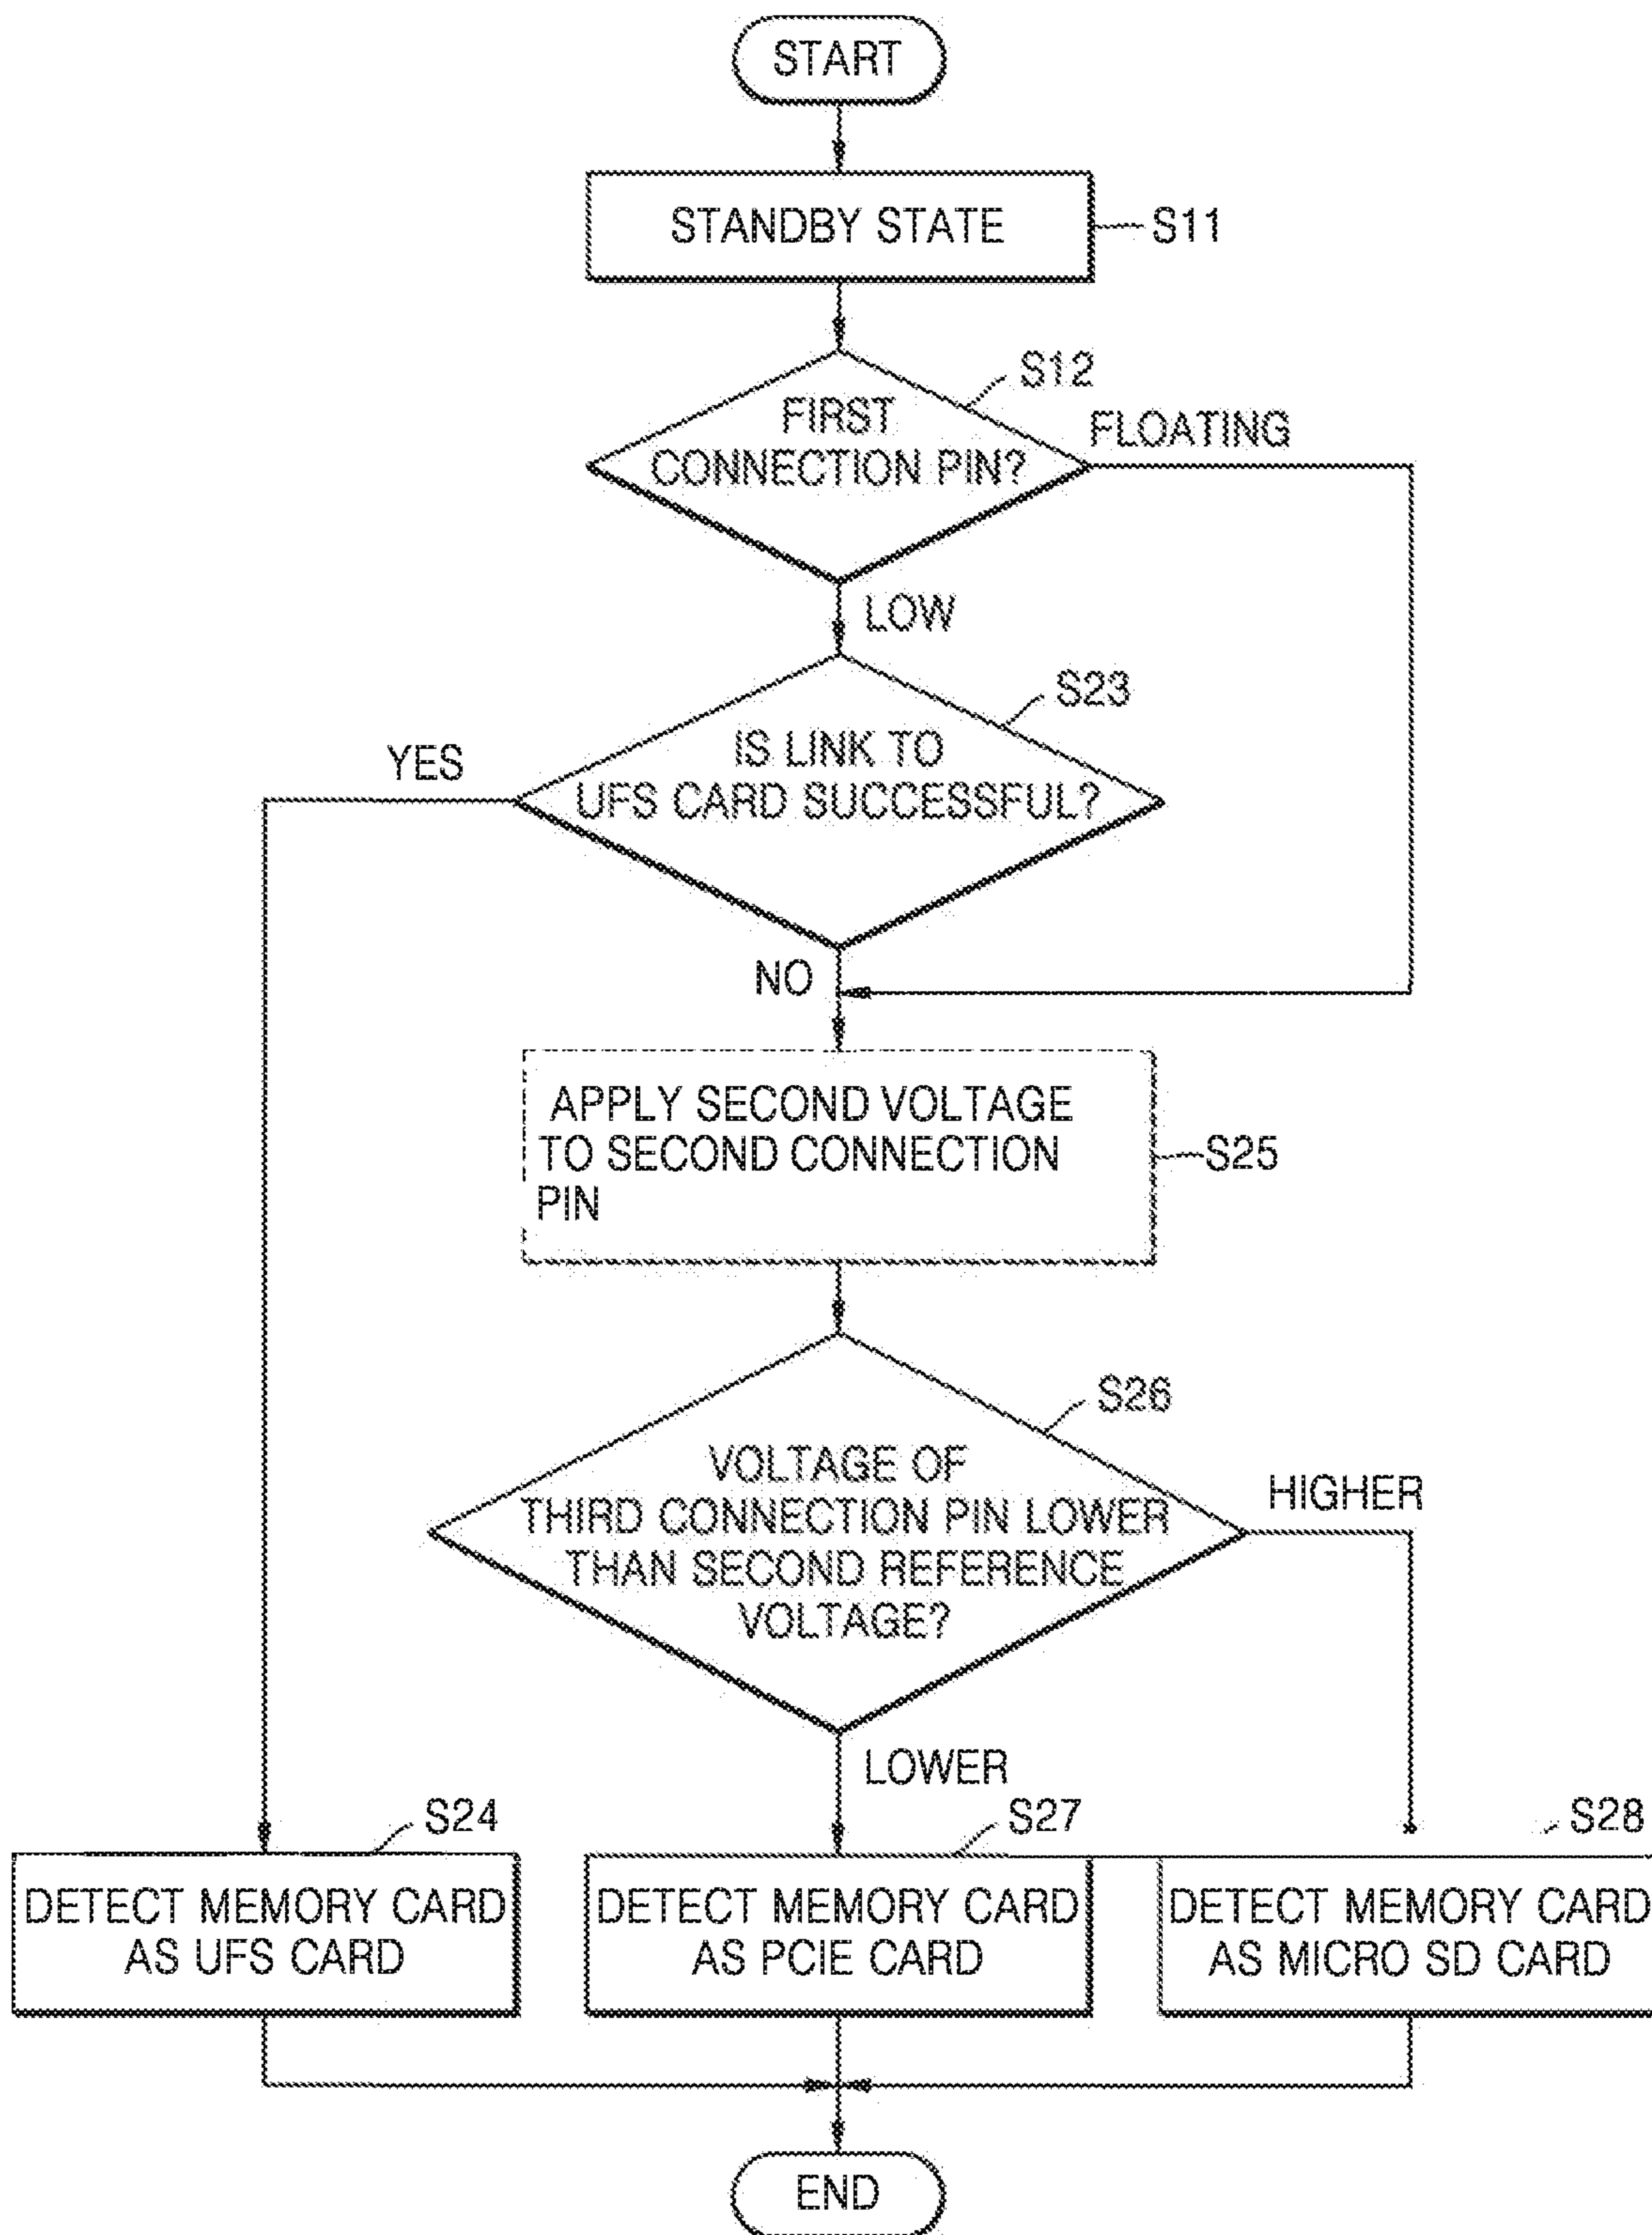 START
STANDBY STATE
S11
S12
FIRST
CONNECTION PIN?
FLOATING
LOW
S23
IS LINK TO
UFS CARD SUCCESSFUL?
YES
NO
APPLY SECOND VOLTAGE
TO SECOND CONNECTION
PIN
S25
S26
VOLTAGE OF
THIRD CONNECTION PIN LOWER
THAN SECOND REFERENCE
VOLTAGE?
HIGHER
LOWER
S24
S27
S28
DETECT MEMORY CARD
AS UFS CARD
DETECT MEMORY CARD
AS PCIE CARD
DETECT MEMORY CARD
AS MICRO SD CARD
END